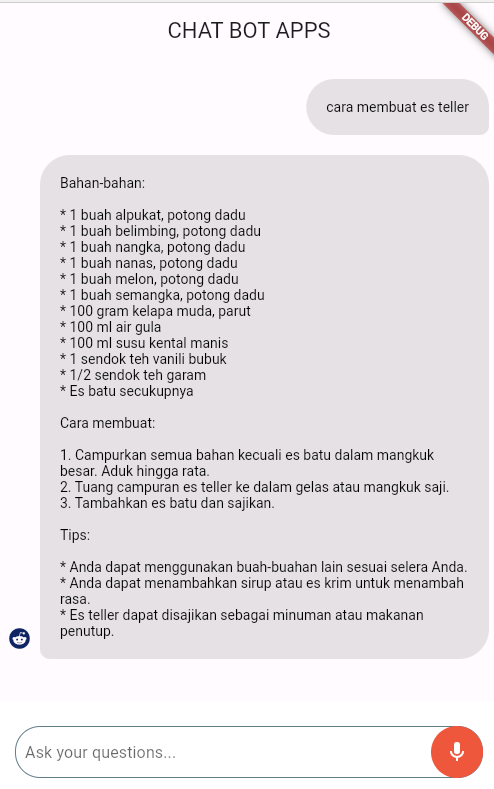 CHAT BOT APPS
DEBUG
cara membuat es teller
Bahan-bahan:
* 1 buah alpukat, potong dadu
* 1 buah belimbing, potong dadu
* 1 buah nangka, potong dadu
* 1 buah nanas, potong dadu
* 1 buah melon, potong dadu
* 1 buah semangka, potong dadu
* 100 gram kelapa muda, parut
* 100 ml air gula
* 100 ml susu kental manis
* 1 sendok teh vanili bubuk
* 1/2 sendok teh garam
* Es batu secukupnya
Cara membuat:
1. Campurkan semua bahan kecuali es batu dalam mangkuk
besar. Aduk hingga rata.
2. Tuang campuran es teller ke dalam gelas atau mangkuk saji.
3. Tambahkan es batu dan sajikan.
Tips:
* Anda dapat menggunakan buah-buahan lain sesuai selera Anda.
* Anda dapat menambahkan sirup atau es krim untuk menambah
rasa.
* Es teller dapat disajikan sebagai minuman atau makanan
penutup.
Ask your questions...